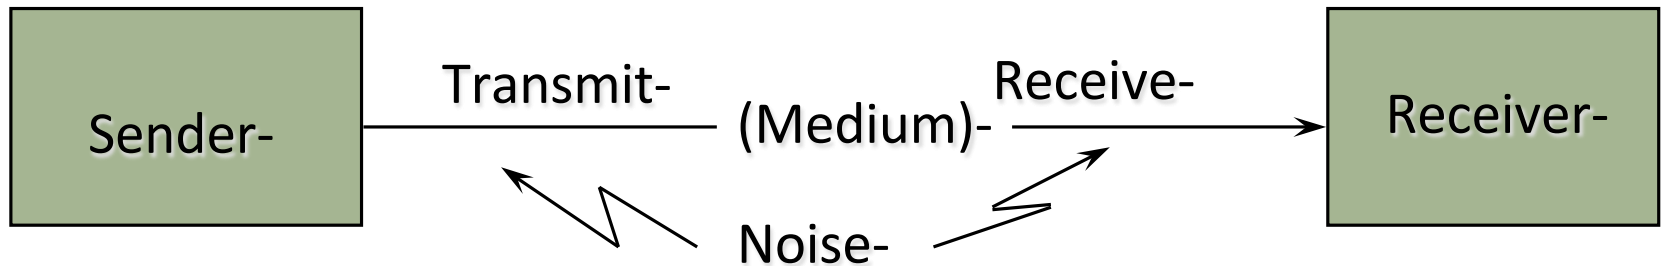 Sender-
Transmit-
(Medium)-
Receive-
Receiver-
Noise-